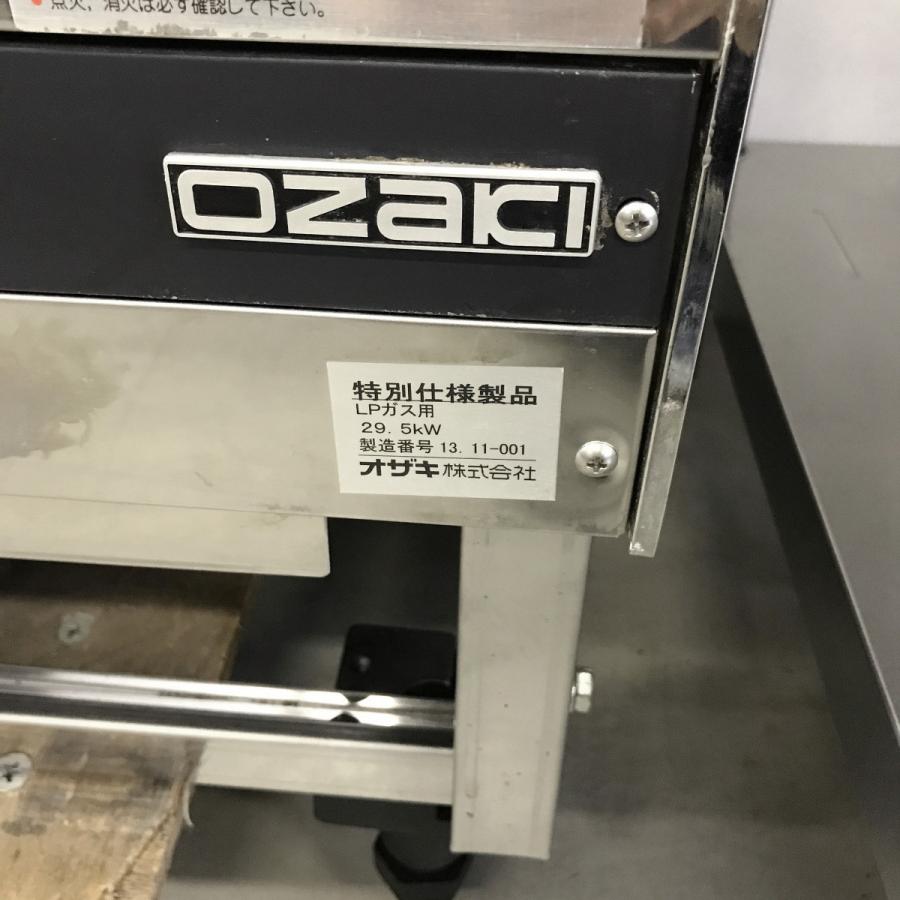 点火，消火は必ず確認して下さい。
OZAKI
特別仕様製品
LPガス用
29. 5kW
製造番号 13. 11-001
オザキ株式会社